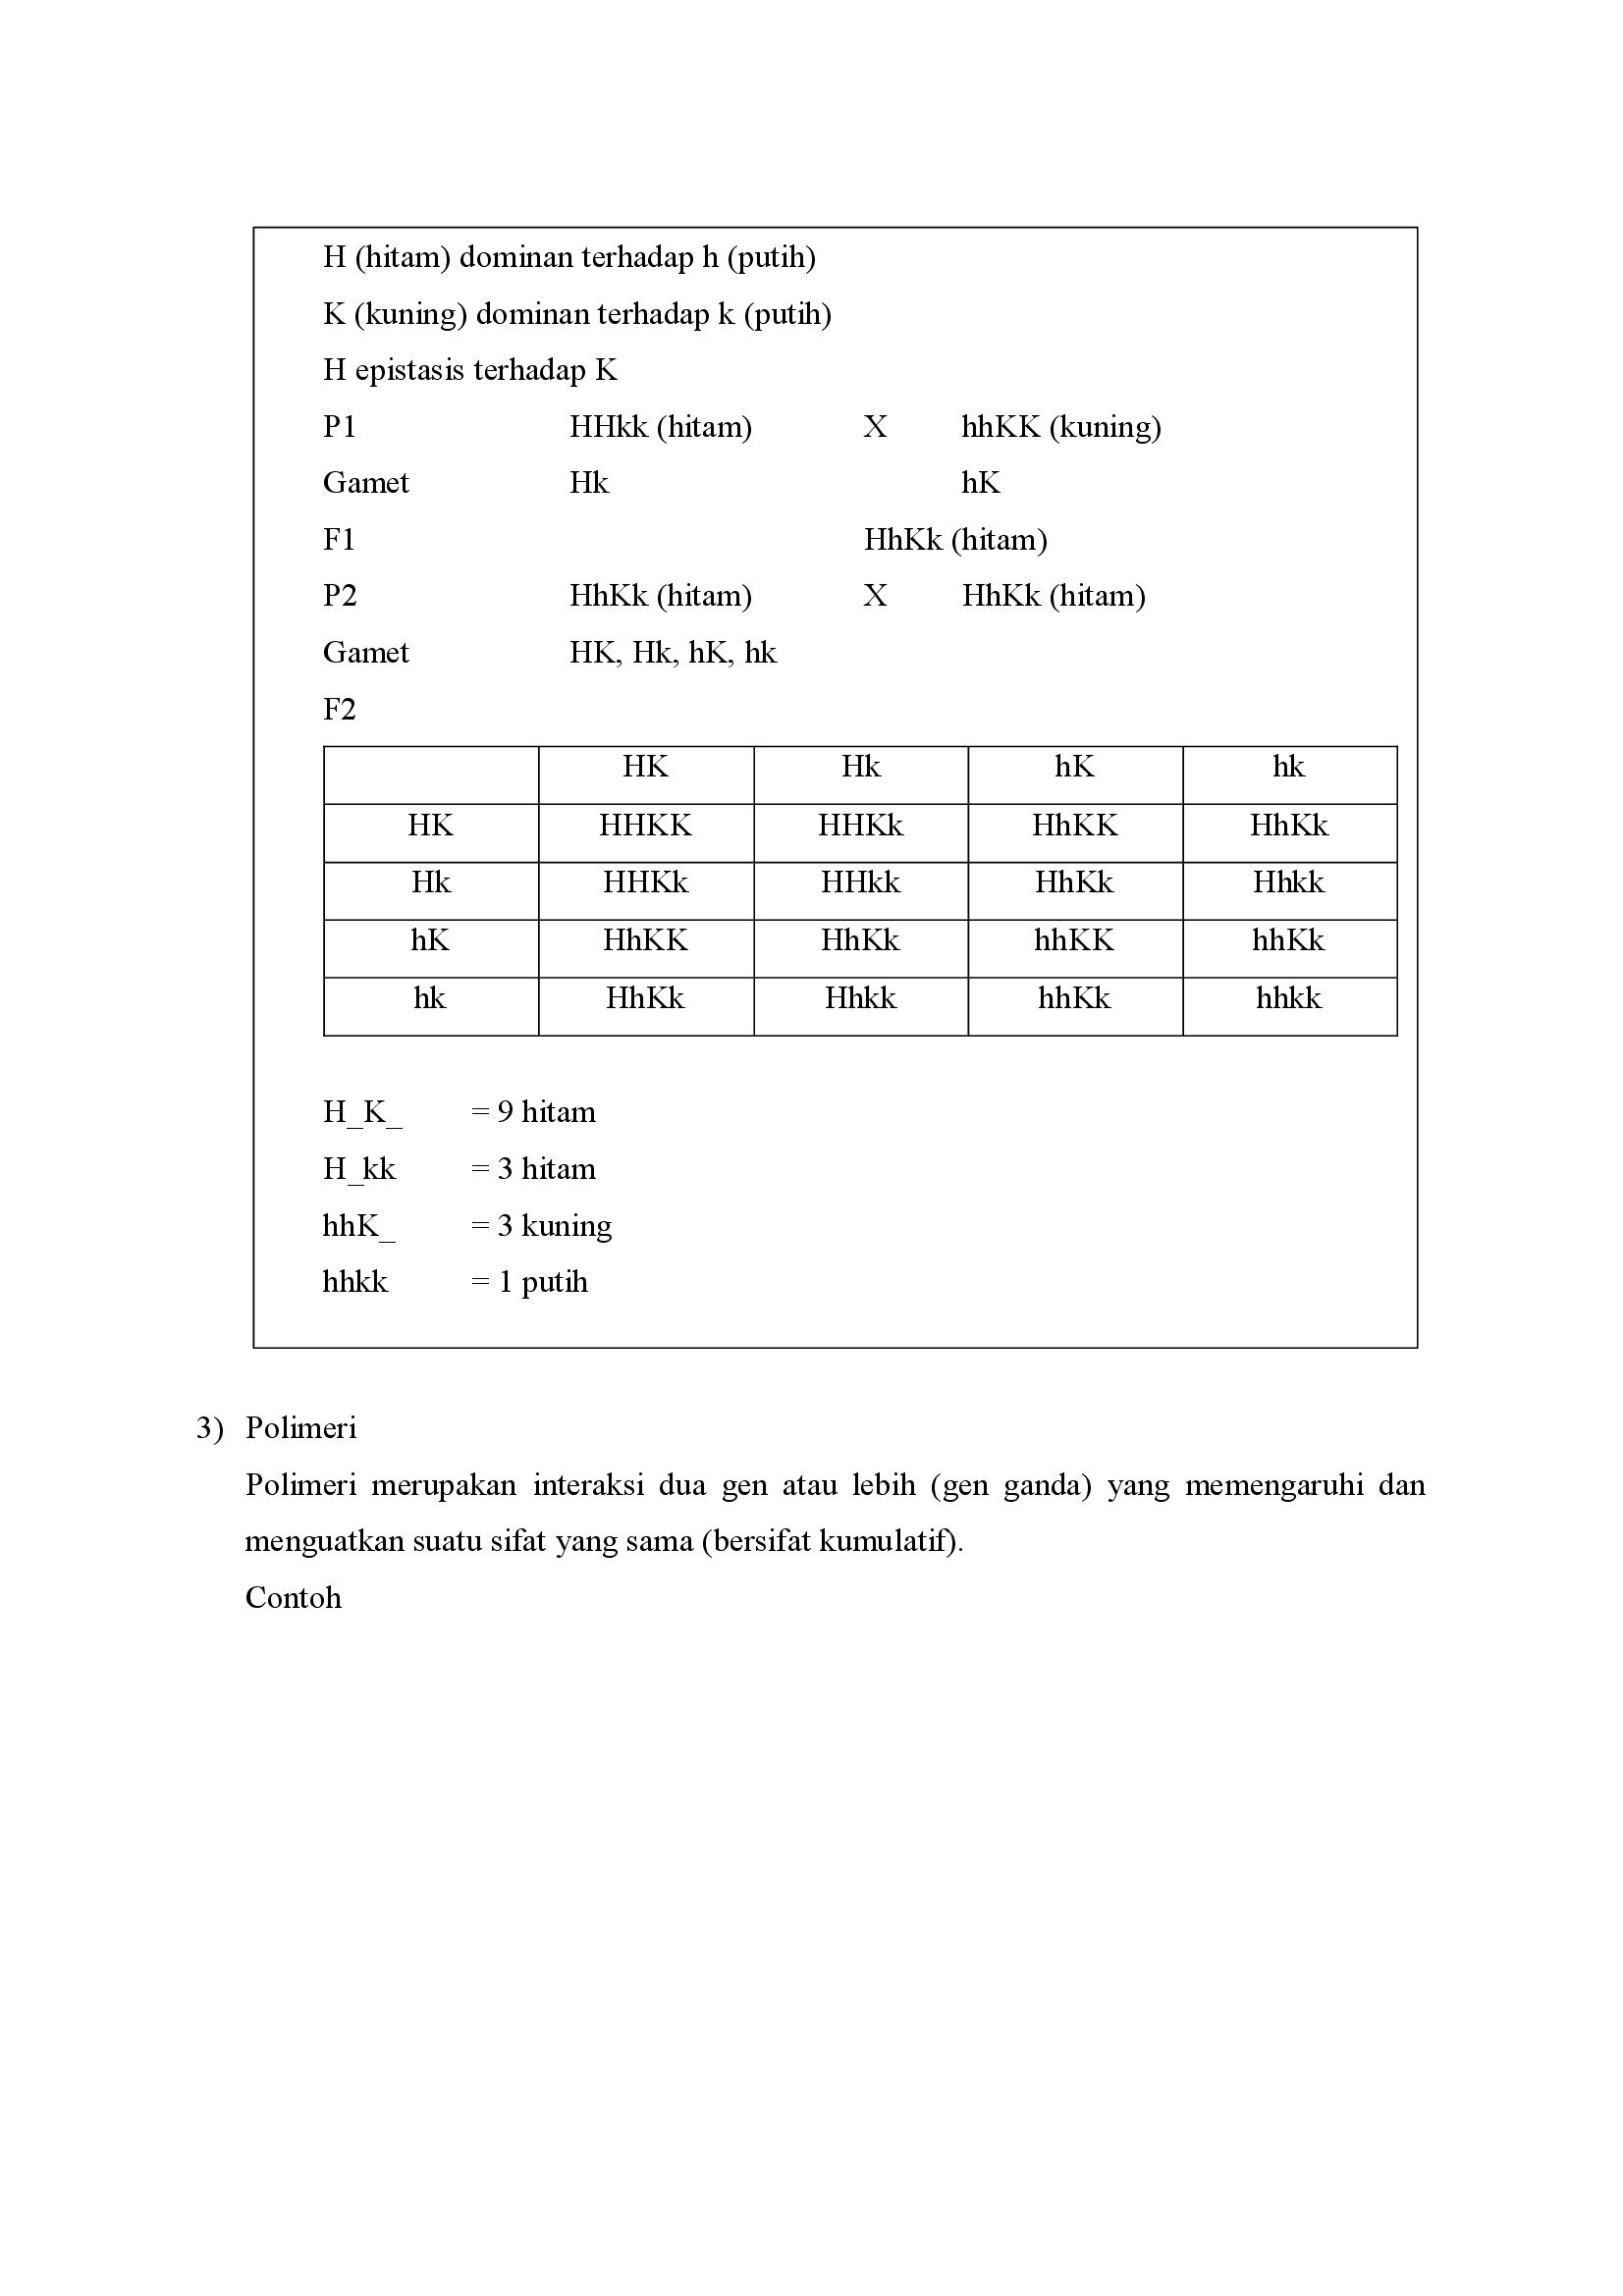 H (hitam) dominan terhadap h (putih)
K (kuning) dominan terhadap k (putih)
H epistasis terhadap K
P1 HHkk (hitam) X hhKK (kuning)
Gamet Hk hK
F1 HhKk (hitam)
P2 HhKk (hitam) X HhKk (hitam)
Gamet HK, Hk, hK, hk
F2
HK Hk hK hk
HK HHKK HHKk HhKK HhKk
Hk HHKk HHkk HhKk Hhkk
hK HhKK HhKk hhKK hhKk
hk HhKk Hhkk hhKk hhkk
H_K_ = 9 hitam
H_kk = 3 hitam
hhK_ = 3 kuning
hhkk = 1 putih
3) Polimeri
Polimeri merupakan interaksi dua gen atau lebih (gen ganda) yang memengaruhi dan
menguatkan suatu sifat yang sama (bersifat kumulatif).
Contoh